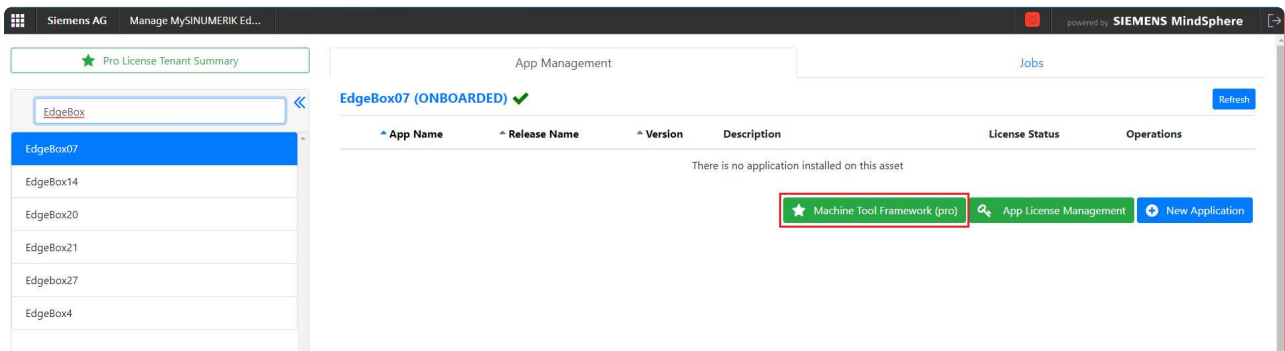 Siemens AG Manage MySINUMERIK Ed... powered by SIEMENS MindSphere
Pro License Tenant Summary
App Management Jobs
EdgeBox
EdgeBox07 (ONBOARDED) Refresh
App Name Release Name Version Description License Status Operations
EdgeBox07
There is no application installed on this asset
EdgeBox14
Machine Tool Framework (pro) App License Management New Application
EdgeBox20
EdgeBox21
Edgebox27
EdgeBox4